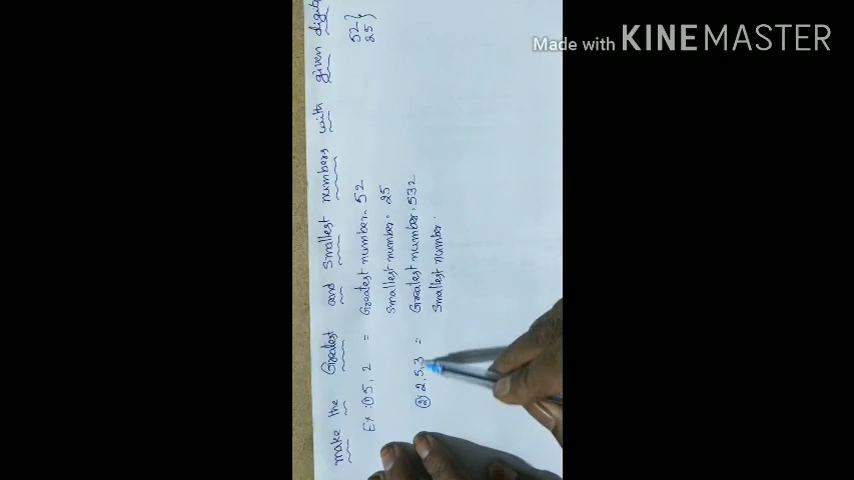 Made with KINEMASTER
make the Greatest and smallest numbers with given digits
Ex: ① 5, 2 = Greatest number = 52
52 }
25 }
smallest number = 25
② 2, 5, 3 = Greatest number = 532
smallest number.